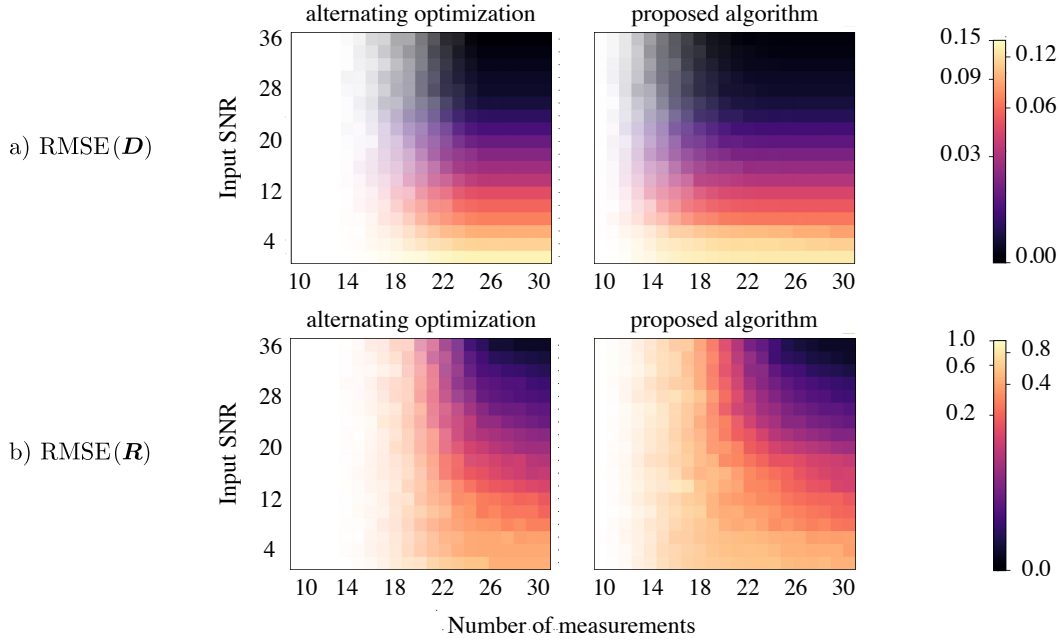 alternating optimization proposed algorithm
a) RMSE(D)
Input SNR
36
28
20
12
4
10 14 18 22 26 30
10 14 18 22 26 30
0.15
0.12
0.09
0.06
0.03
0.00
alternating optimization proposed algorithm
b) RMSE(R)
Input SNR
36
28
20
12
4
10 14 18 22 26 30
10 14 18 22 26 30
1.0
0.8
0.6
0.4
0.2
0.0
Number of measurements